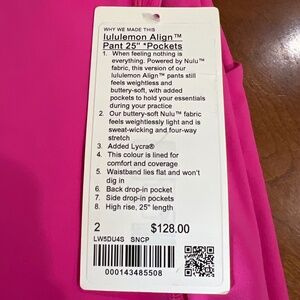 WHY WE MADE THIS
lululemon Align™
Pant 25" *Pockets
1. When feeling nothing is
everything. Powered by Nulu™
fabric, this version of our
lululemon Align™ pants still
feels weightless and
buttery-soft, with added
pockets to hold your essentials
during your practice
2. Our buttery-soft Nulu™ fabric
feels weightlessly light and is
sweat-wicking and four-way
stretch
3. Added Lycra®
4. This colour is lined for
comfort and coverage
5. Waistband lies flat and won't
dig in
6. Back drop-in pocket
7. Side drop-in pockets
8. High rise, 25" length
2 $128.00
LW5DU4S SNCP
000143485508